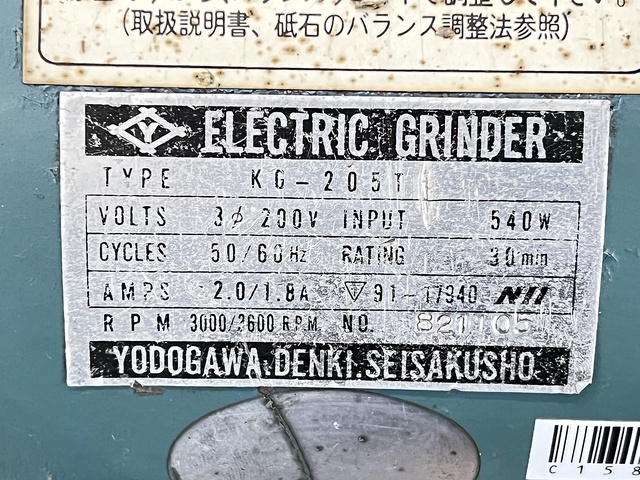 (取扱説明書、砥石のバランス調整法参照)
Y ELECTRIC GRINDER
TYPE KG-205T
VOLTS 3φ 200V INPUT 540W
CYCLES 50/60Hz RATING 30min
AMPS 2.0/1.8A ▽ 91-17940
RPM 3000/3600RPM NO. 821105
YODOGAWA.DENKI.SEISAKUSHO
C158